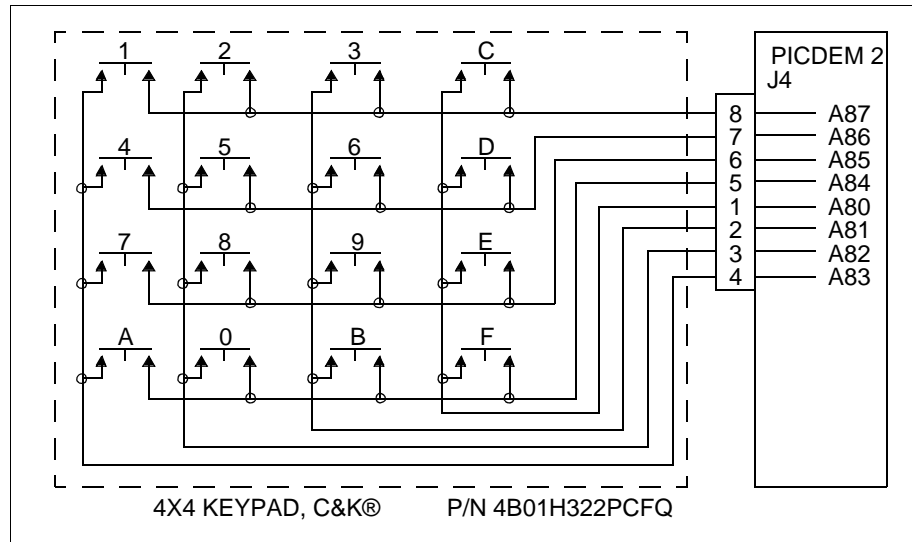 1 2 3 C
4 5 6 D
7 8 9 E
A 0 B F
4X4 KEYPAD, C&K® P/N 4B01H322PCFQ
PICDEM 2
J4
8 A87
7 A86
6 A85
5 A84
1 A80
2 A81
3 A82
4 A83